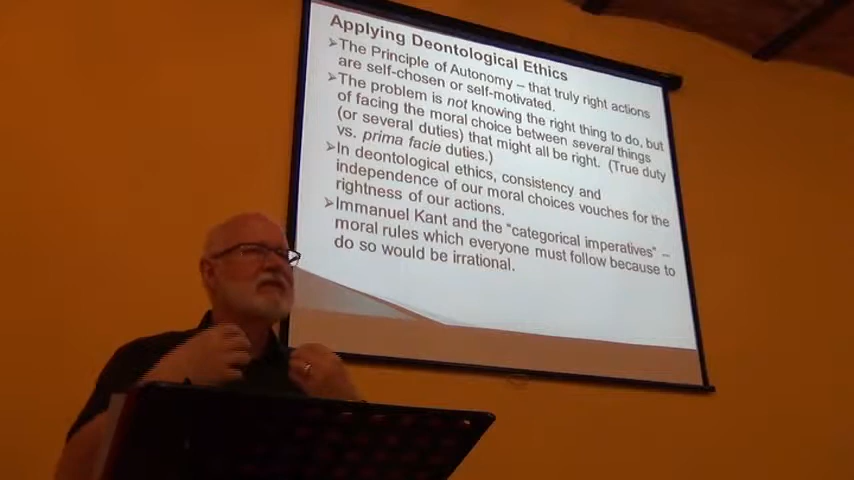 Applying Deontological Ethics
➢The Principle of Autonomy – that truly right actions
are self-chosen or self-motivated.
➢The problem is not knowing the right thing to do, but
of facing the moral choice between several things
(or several duties) that might all be right. (True duty
vs. prima facie duties.)
➢In deontological ethics, consistency and
independence of our moral choices vouches for the
rightness of our actions.
➢Immanuel Kant and the “categorical imperatives” –
moral rules which everyone must follow because to
do so would be irrational.